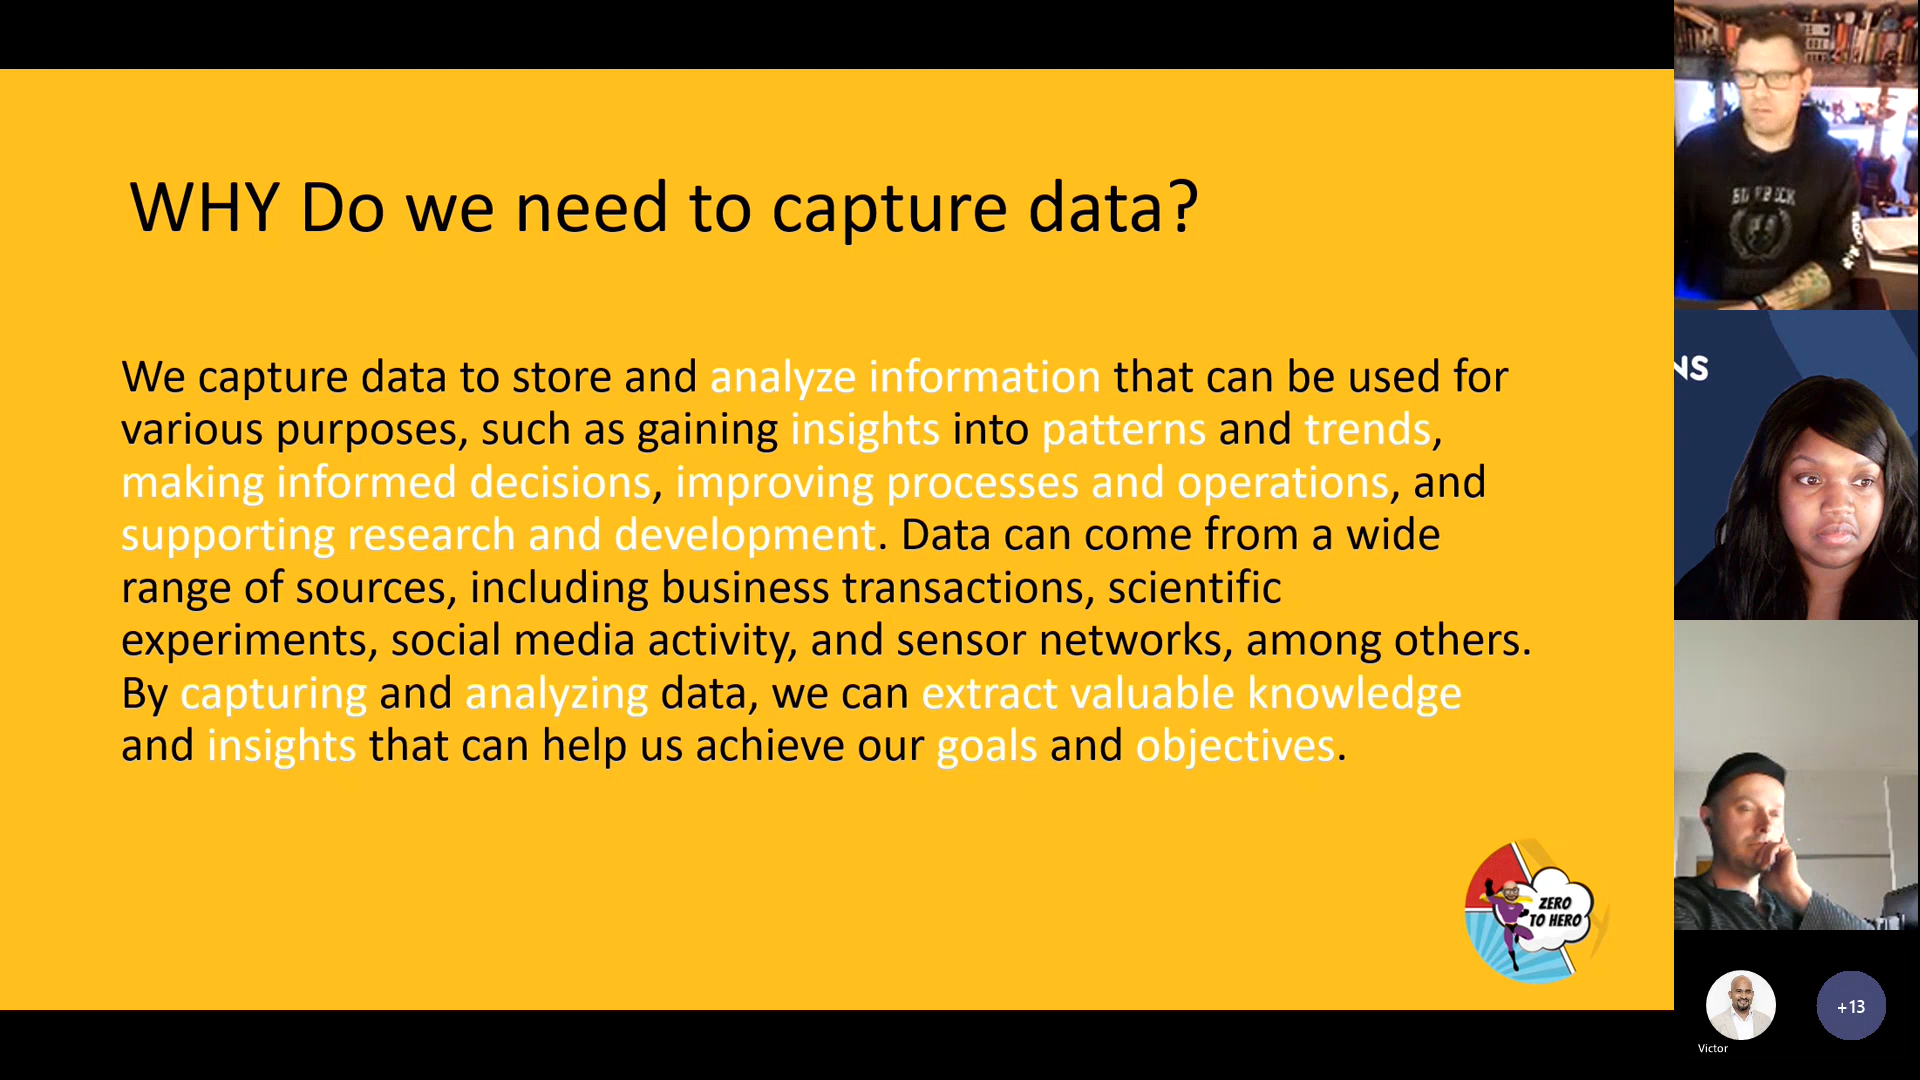 WHY Do we need to capture data?
We capture data to store and analyze information that can be used for
various purposes, such as gaining insights into patterns and trends,
making informed decisions, improving processes and operations, and
supporting research and development. Data can come from a wide
range of sources, including business transactions, scientific
experiments, social media activity, and sensor networks, among others.
By capturing and analyzing data, we can extract valuable knowledge
and insights that can help us achieve our goals and objectives.
ZERO
TO HERO
NS
Victor
+13